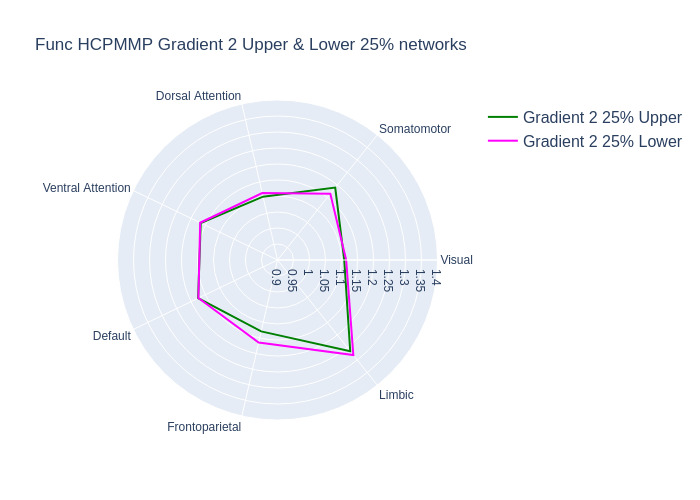 Func HCPMMP Gradient 2 Upper & Lower 25% networks
Dorsal Attention
Somatomotor
Gradient 2 25% Upper
Gradient 2 25% Lower
Ventral Attention
Visual
0.9
0.95
1
1.05
1.1
1.15
1.2
1.25
1.3
1.35
1.4
Default
Limbic
Frontoparietal